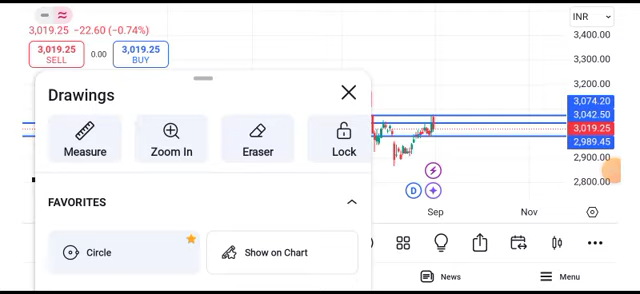 3,019.25 −22.60 (−0.74%)
INR
3,400.00
3,019.25
SELL
0.00
3,019.25
BUY
3,300.00
3,200.00
3,074.20
3,042.50
3,019.25
2,989.45
2,900.00
2,800.00
Drawings
Measure
Zoom In
Eraser
Lock
FAVORITES
Circle
Show on Chart
D
Sep
Nov
News
Menu